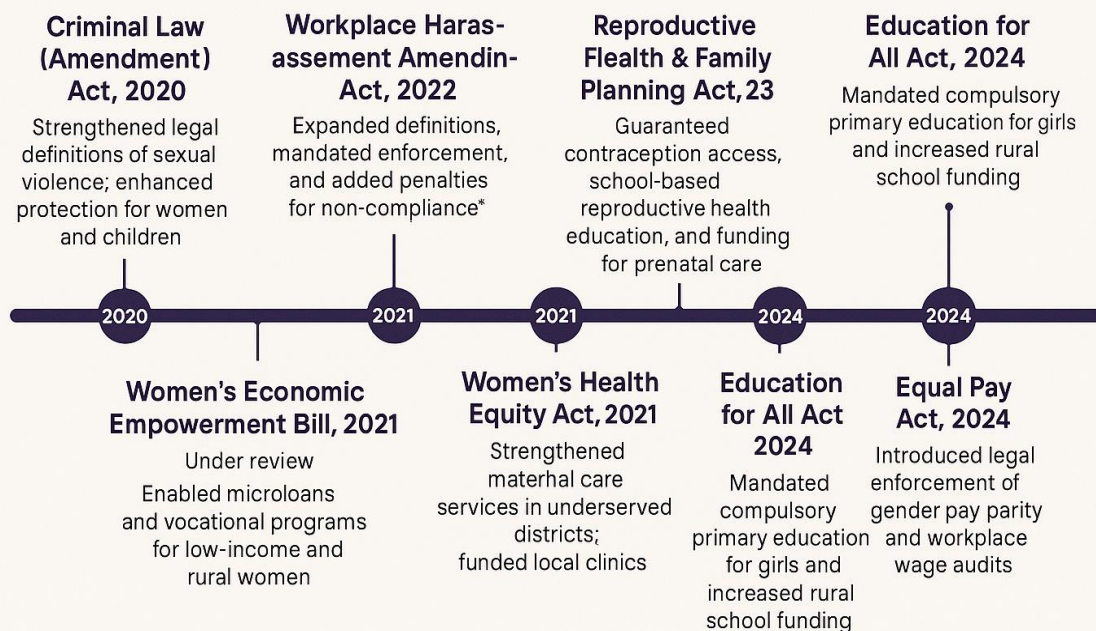 Criminal Law
(Amendment)
Act, 2020
Strengthened legal
definitions of sexual
violence; enhanced
protection for women
and children
Workplace Haras-
assement Amendin-
Act, 2022
Expanded definitions,
mandated enforcement,
and added penalties
for non-compliance*
Reproductive
Flealth & Family
Planning Act, 23
Guaranteed
contraception access,
school-based
reproductive health
education, and funding
for prenatal care
Education for
All Act, 2024
Mandated compulsory
primary education for girls
and increased rural
school funding
2020
2021
2021
2024
2024
Women's Economic
Empowerment Bill, 2021
Under review
Enabled microloans
and vocational programs
for low-income and
rural women
Women's Health
Equity Act, 2021
Strengthened
materhal care
services in underserved
districts;
funded local clinics
Education
for All Act
2024
Mandated
compulsory
primary education
for girls and
increased rural
school funding
Equal Pay
Act, 2024
Introduced legal
enforcement of
gender pay parity
and workplace
wage audits